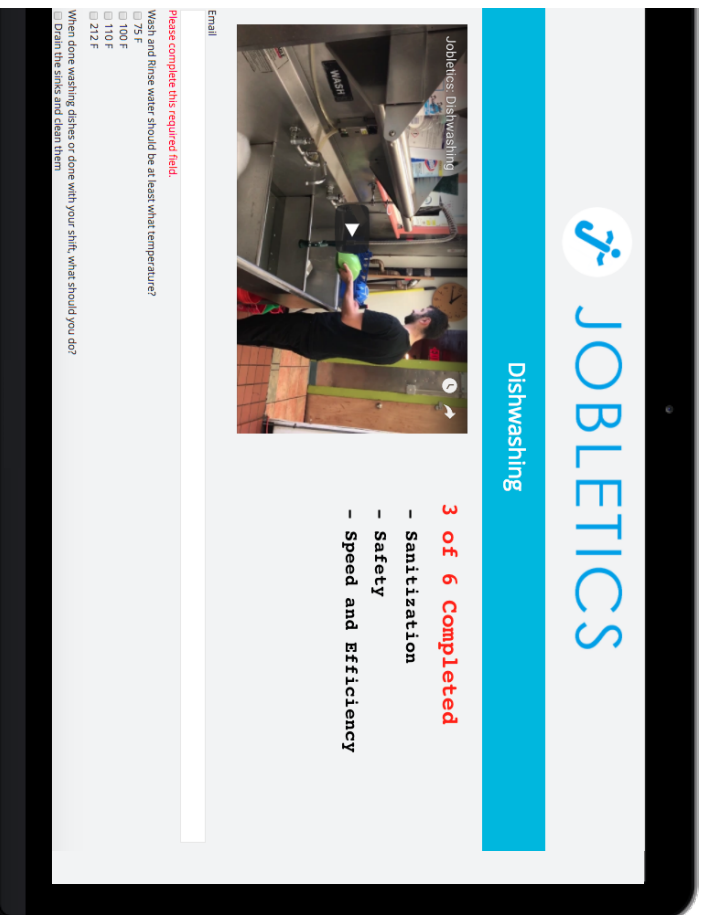 JOBLETICS
Dishwashing
Jobletics: Dishwashing
WASH
3 of 6 Completed
- Sanitization
- Safety
- Speed and Efficiency
Email
Please complete this required field.
Wash and Rinse water should be at least what temperature?
75 F
100 F
110 F
212 F
When done washing dishes or done with your shift, what should you do?
Drain the sinks and clean them